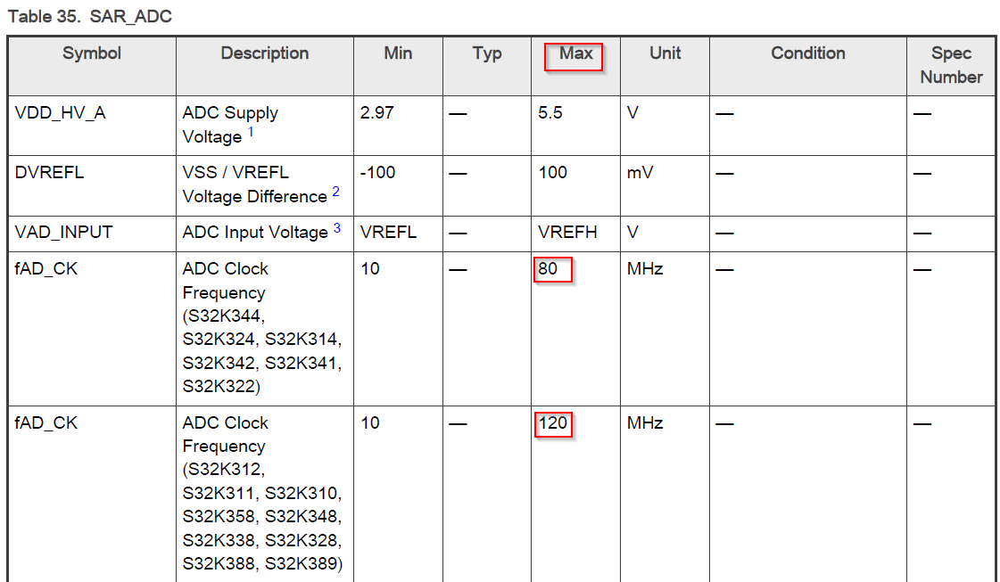 Table 35. SAR_ADC
Symbol Description Min Typ Max Unit Condition Spec
Number
VDD_HV_A ADC Supply 2.97 — 5.5 V — —
Voltage 1
DVREFL VSS / VREFL -100 — 100 mV — —
Voltage Difference 2
VAD_INPUT ADC Input Voltage 3 VREFL — VREFH V — —
fAD_CK ADC Clock 10 — 80 MHz — —
Frequency
(S32K344,
S32K324, S32K314,
S32K342, S32K341,
S32K322)
fAD_CK ADC Clock 10 — 120 MHz — —
Frequency
(S32K312,
S32K311, S32K310,
S32K358, S32K348,
S32K338, S32K328,
S32K388, S32K389)